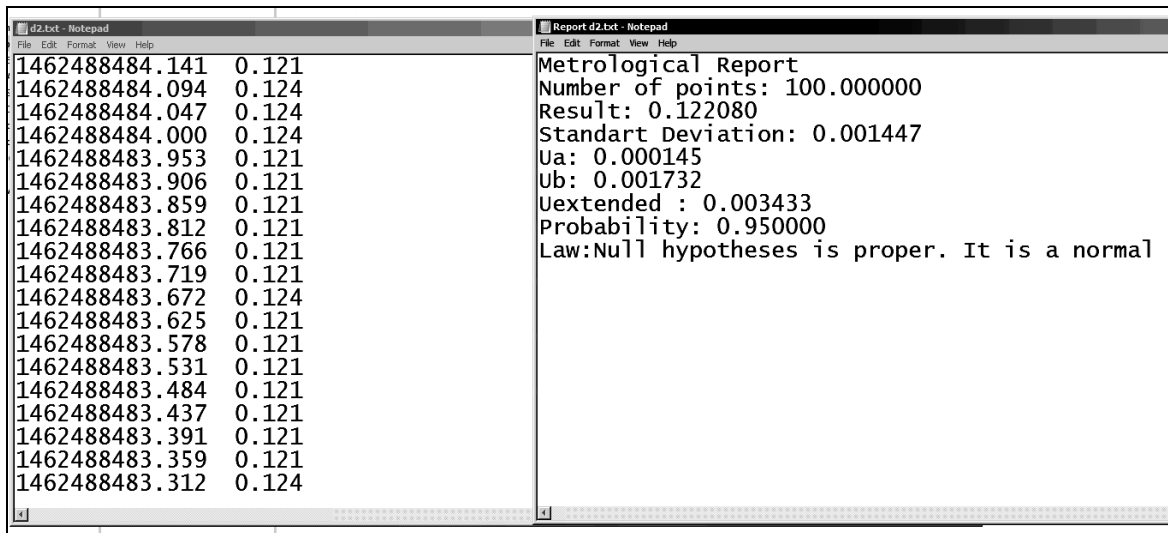 d2.txt - Notepad
File Edit Format View Help
1462488484.141 0.121
1462488484.094 0.124
1462488484.047 0.124
1462488484.000 0.124
1462488483.953 0.121
1462488483.906 0.121
1462488483.859 0.121
1462488483.812 0.121
1462488483.766 0.121
1462488483.719 0.121
1462488483.672 0.124
1462488483.625 0.121
1462488483.578 0.121
1462488483.531 0.121
1462488483.484 0.121
1462488483.437 0.121
1462488483.391 0.121
1462488483.359 0.121
1462488483.312 0.124
Report d2.txt - Notepad
File Edit Format View Help
Metrological Report
Number of points: 100.000000
Result: 0.122080
Standart Deviation: 0.001447
Ua: 0.000145
Ub: 0.001732
Uextended : 0.003433
Probability: 0.950000
Law:Null hypotheses is proper. It is a normal